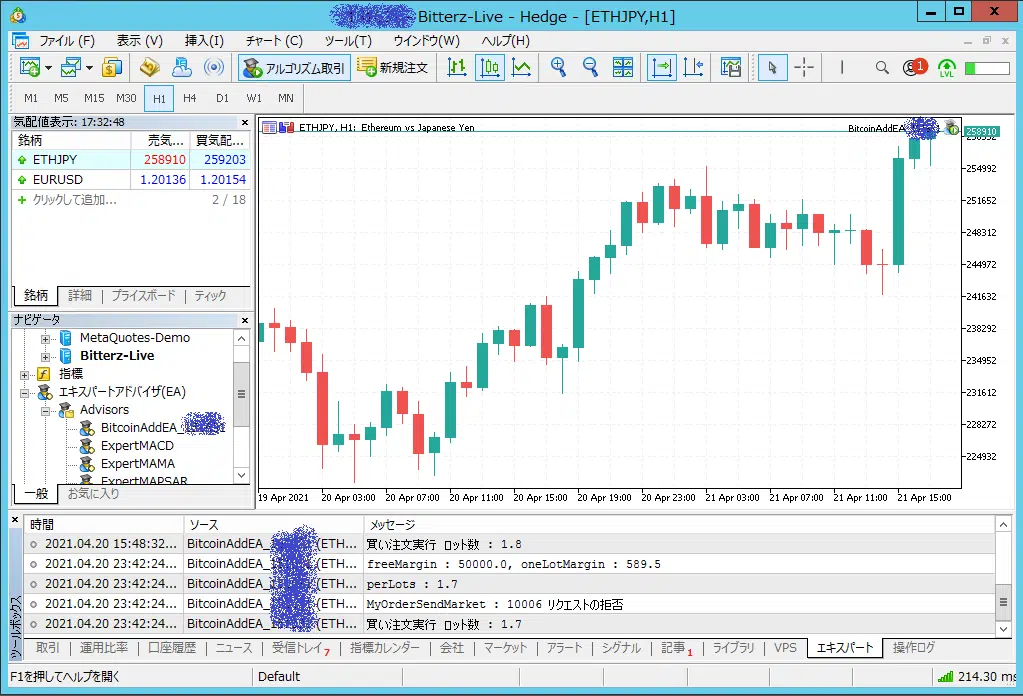 Bitterz-Live - Hedge - [ETHJPY,H1]
ファイル (F) 表示 (V) 挿入(I) チャート (C) ツール(T) ウインドウ(W) ヘルプ(H)
アルゴリズム取引 新規注文 1 LVL
M1 M5 M15 M30 H1 H4 D1 W1 MN
気配値表示: 17:32:48
銘柄 売気... 買気配...
ETHJPY 258910 259203
EURUSD 1.20136 1.20154
クリックして追加... 2 / 18
銘柄 詳細 プライスボード ティック
ナビゲータ
MetaQuotes-Demo
Bitterz-Live
指標
エキスパートアドバイザ(EA)
Advisors
BitcoinAddEA_
ExpertMACD
ExpertMAMA
ExpertMAPSAR
一般 お気に入り
ETHJPY, H1: Ethereum vs Japanese Yen
BitcoinAddEA
258910
254992
251652
248312
244972
241632
238292
234952
231612
228272
224932
19 Apr 2021 20 Apr 03:00 20 Apr 07:00 20 Apr 11:00 20 Apr 15:00 20 Apr 19:00 20 Apr 23:00 21 Apr 03:00 21 Apr 07:00 21 Apr 11:00 21 Apr 15:00
時間 ソース メッセージ
2021.04.20 15:48:32... BitcoinAddEA_ (ETH... 買い注文実行 ロット数 : 1.8
2021.04.20 23:42:24... BitcoinAddEA_ (ETH... freeMargin : 50000.0, oneLotMargin : 589.5
2021.04.20 23:42:24... BitcoinAddEA_ (ETH... perLots : 1.7
2021.04.20 23:42:24... BitcoinAddEA_ (ETH... MyOrderSendMarket : 10006 リクエストの拒否
2021.04.20 23:42:24... BitcoinAddEA_ (ETH... 買い注文実行 ロット数 : 1.7
ツールボックス
取引 運用比率 口座履歴 ニュース 受信トレイ7 指標カレンダー 会社 マーケット アラート シグナル 記事1 ライブラリ VPS エキスパート 操作ログ
F1を押してヘルプを開く Default 214.30 ms